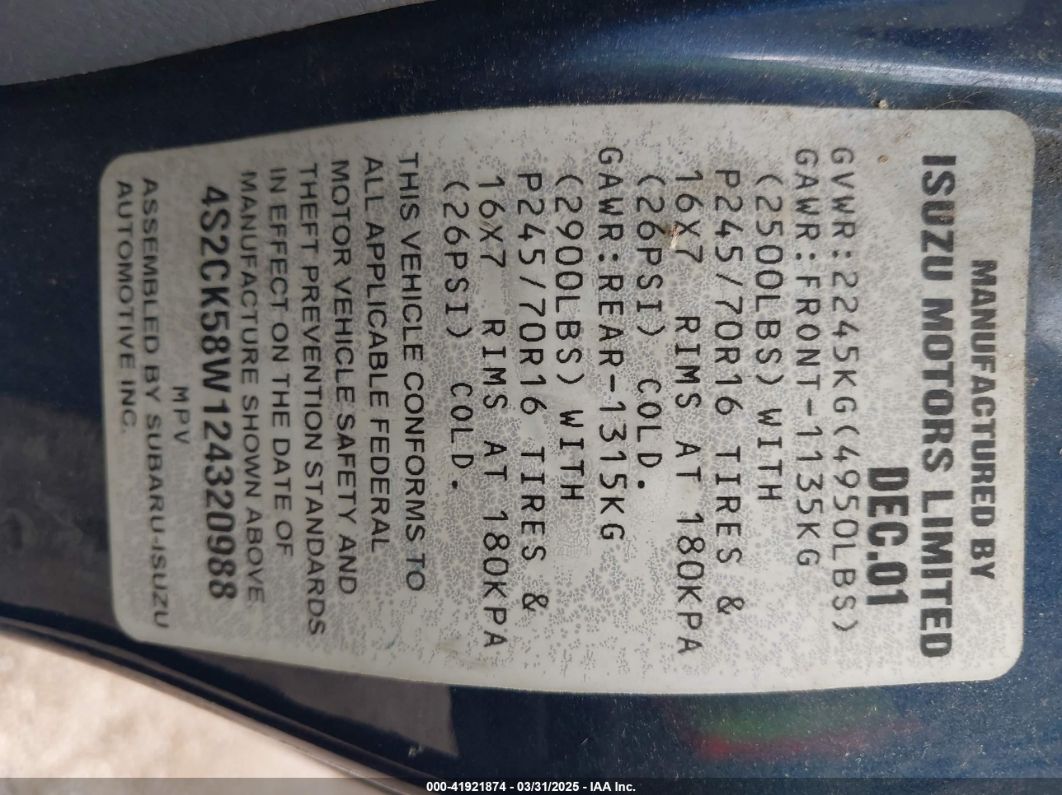 MANUFACTURED BY
ISUZU MOTORS LIMITED
DEC.01
GVWR:2245KG(4950LBS)
GAWR:FRONT-1135KG
(2500LBS) WITH
P245/70R16 TIRES &
16X7 RIMS AT 180KPA
(26PSI) COLD.
GAWR:REAR-1315KG
(2900LBS) WITH
P245/70R16 TIRES &
16X7 RIMS AT 180KPA
(26PSI) COLD.
THIS VEHICLE CONFORMS TO
ALL APPLICABLE FEDERAL
MOTOR VEHICLE SAFETY AND
THEFT PREVENTION STANDARDS
IN EFFECT ON THE DATE OF
MANUFACTURE SHOWN ABOVE.
4S2CK58W124320988
MPV
ASSEMBLED BY SUBARU-ISUZU
AUTOMOTIVE INC.
000-41921874 - 03/31/2025 - IAA Inc.